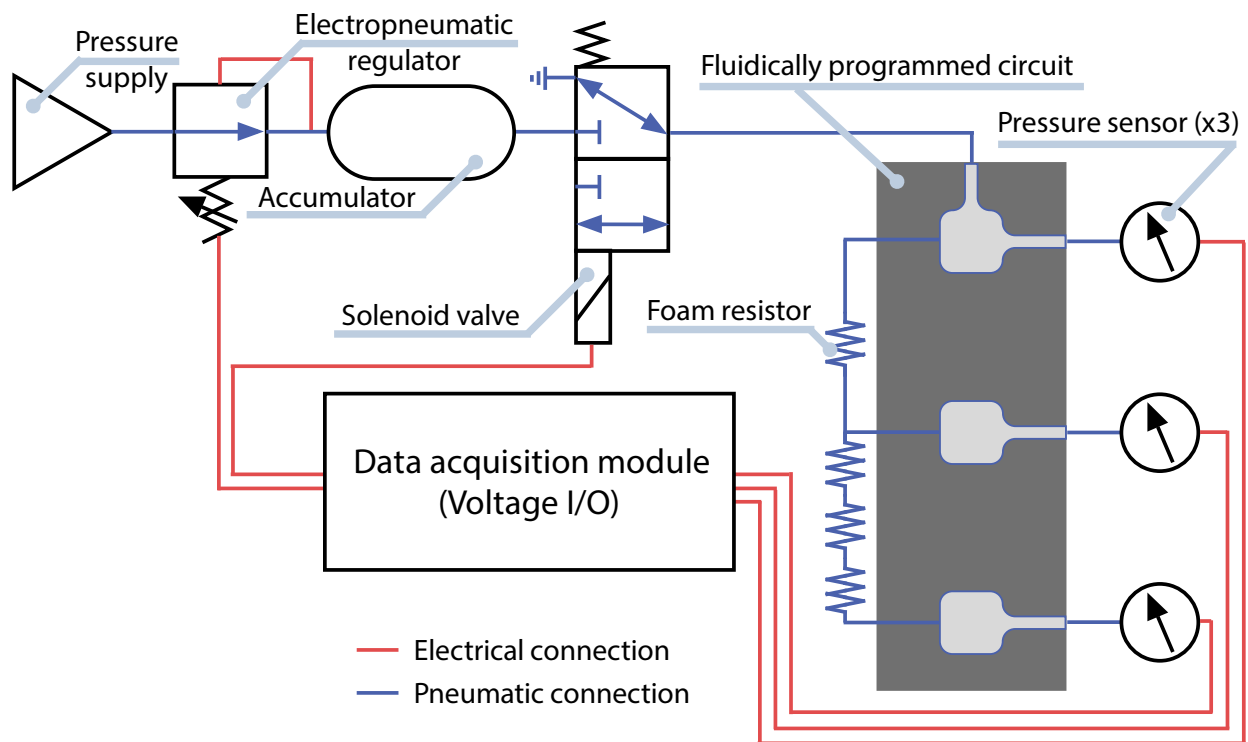 Pressure
supply
Electropneumatic
regulator
Fluidically programmed circuit
Pressure sensor (x3)
Accumulator
Solenoid valve
Foam resistor
Data acquisition module
(Voltage I/O)
Electrical connection
Pneumatic connection